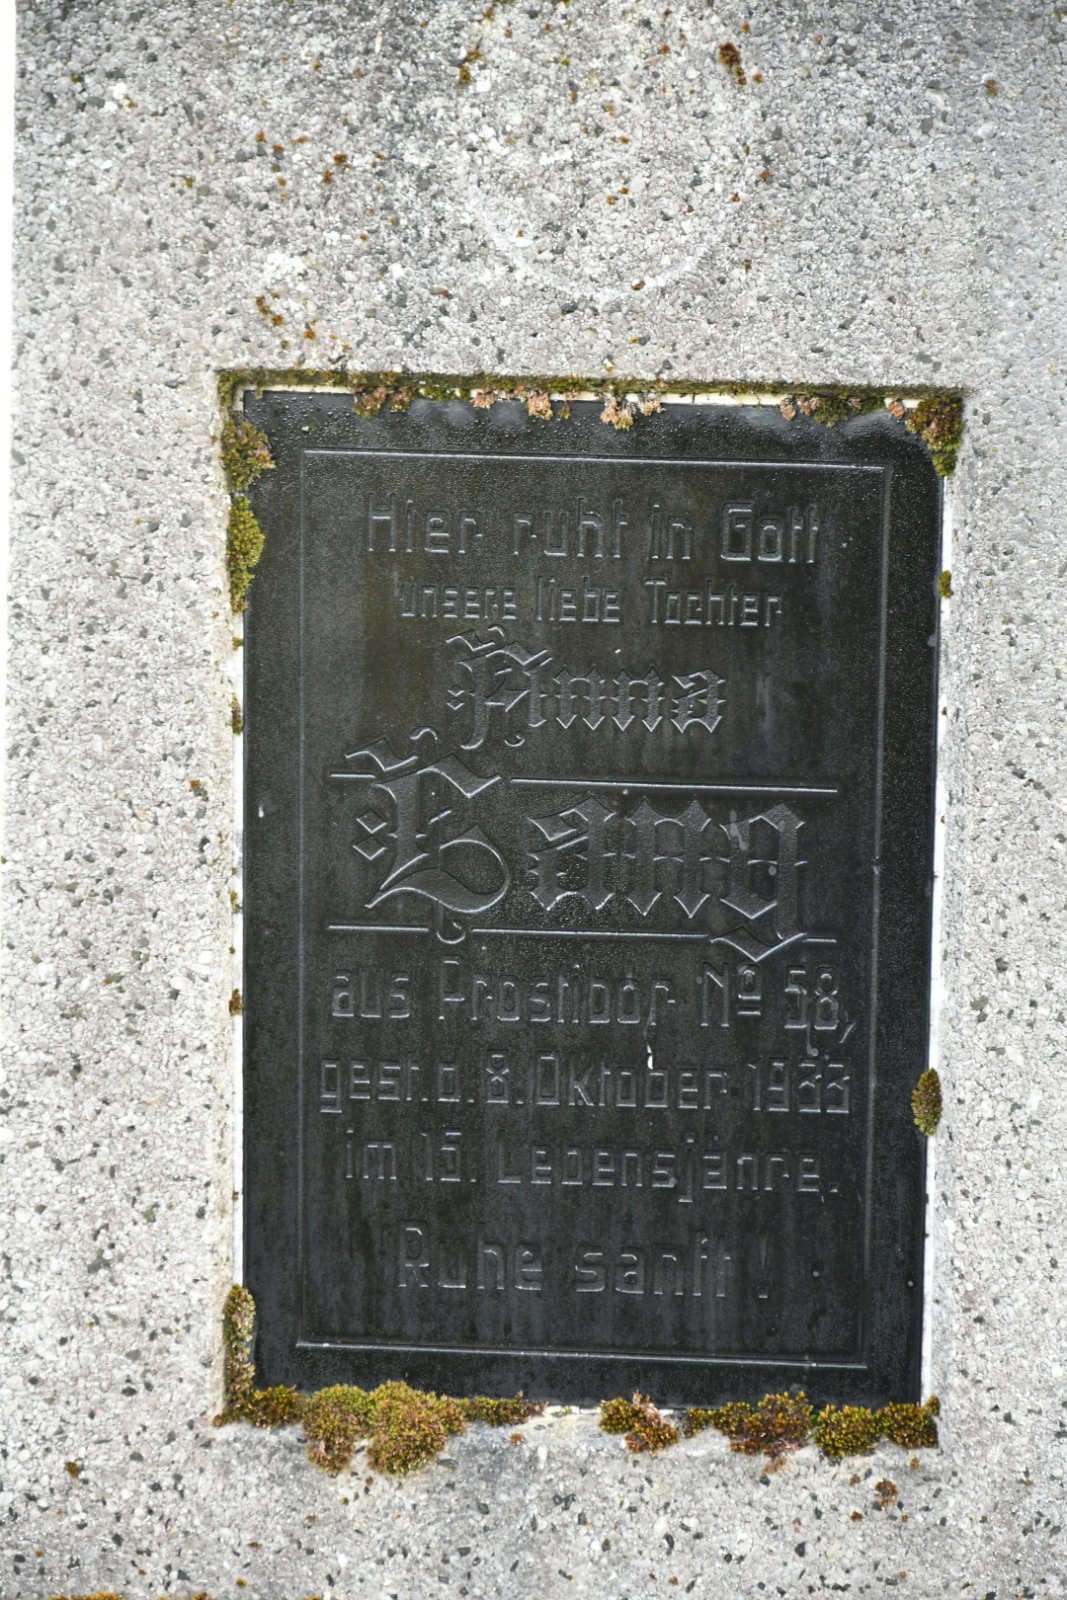 Hier ruht in Gott
unsere liebe Tochter
Anna
Lang
aus Prostibor Nº 58,
gest. d. 8. Oktober 1933
im 15. Lebensjahre.
Ruhe sanft!